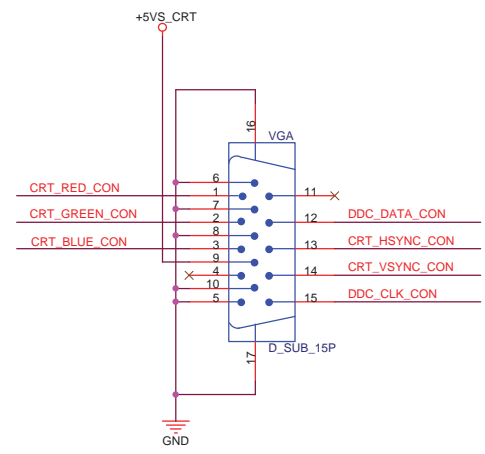 +5VS_CRT
16
VGA
6
CRT_RED_CON
1
11
7
CRT_GREEN_CON
2
12
DDC_DATA_CON
8
CRT_BLUE_CON
3
13
CRT_HSYNC_CON
9
4
14
CRT_VSYNC_CON
10
5
15
DDC_CLK_CON
17
D_SUB_15P
GND